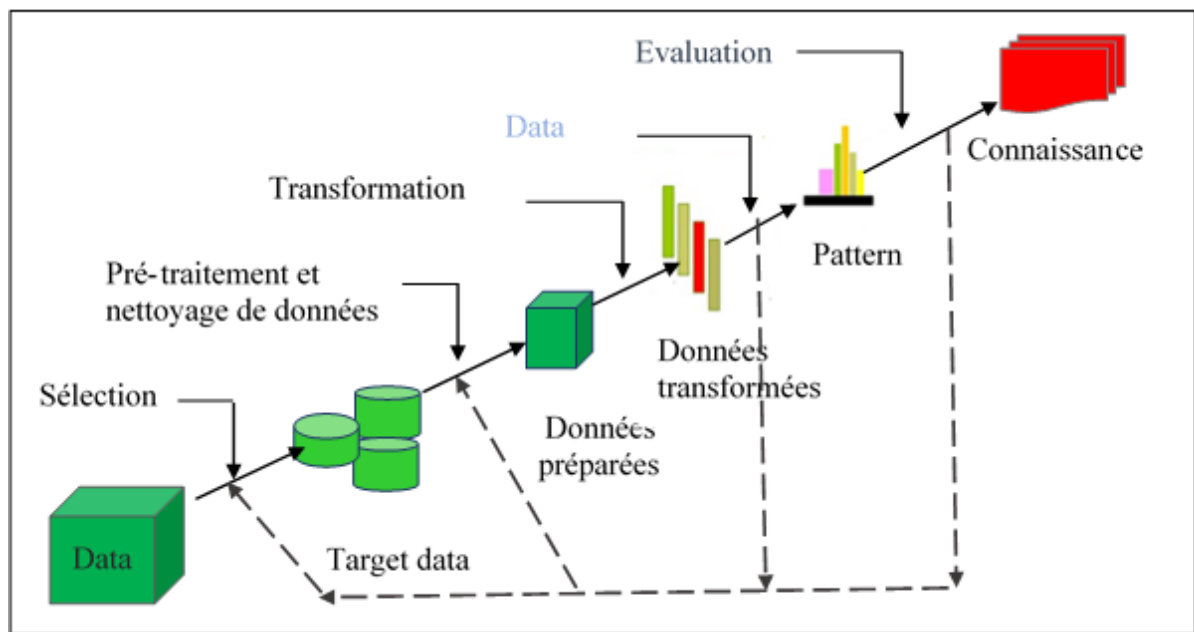 Evaluation
Data
Connaissance
Transformation
Pattern
Pré-traitement et
nettoyage de données
Données
transformées
Sélection
Données
préparées
Data
Target data